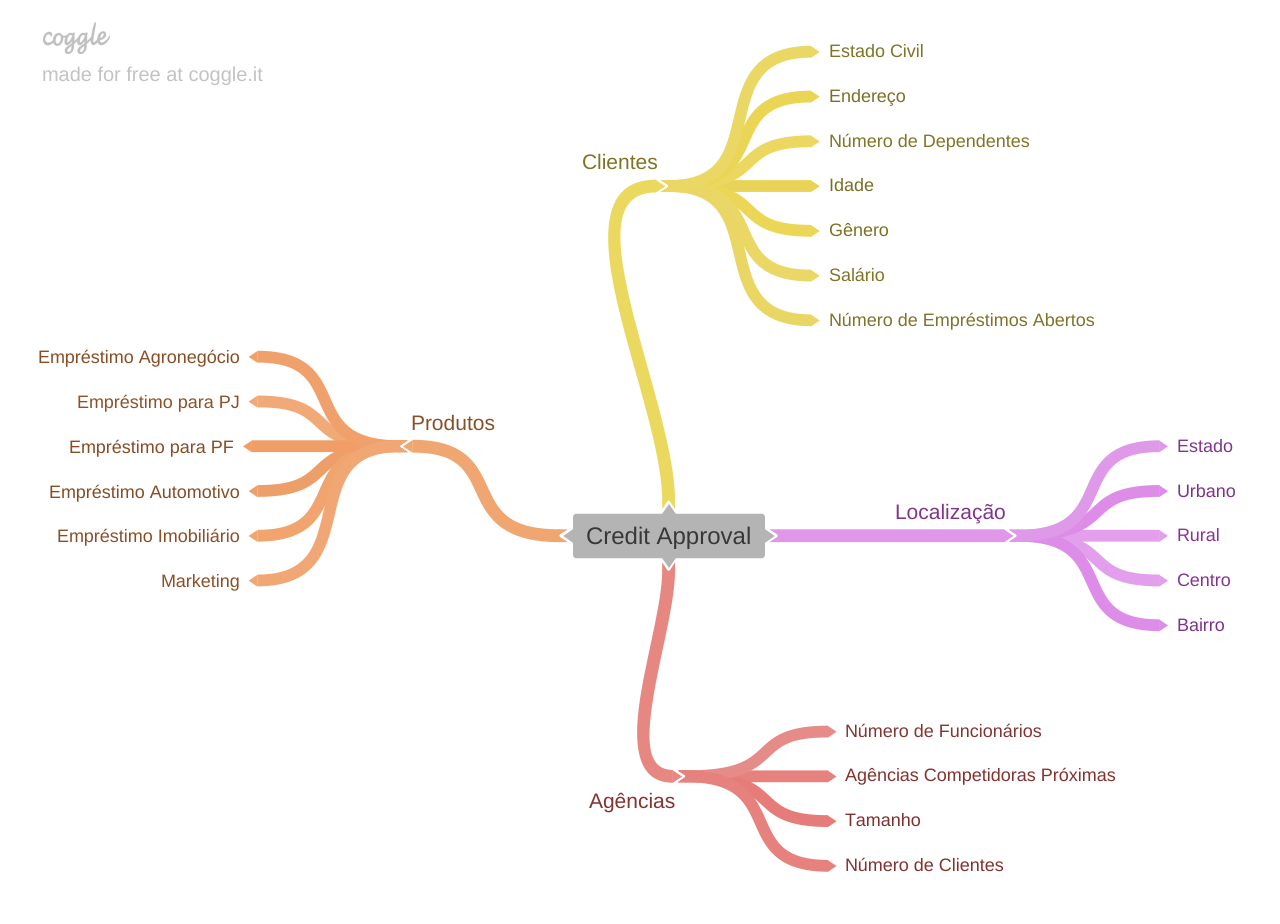 coggle
made for free at coggle.it
Credit Approval
Clientes
Estado Civil
Endereço
Número de Dependentes
Idade
Gênero
Salário
Número de Empréstimos Abertos
Produtos
Empréstimo Agronegócio
Empréstimo para PJ
Empréstimo para PF
Empréstimo Automotivo
Empréstimo Imobiliário
Marketing
Localização
Estado
Urbano
Rural
Centro
Bairro
Agências
Número de Funcionários
Agências Competidoras Próximas
Tamanho
Número de Clientes